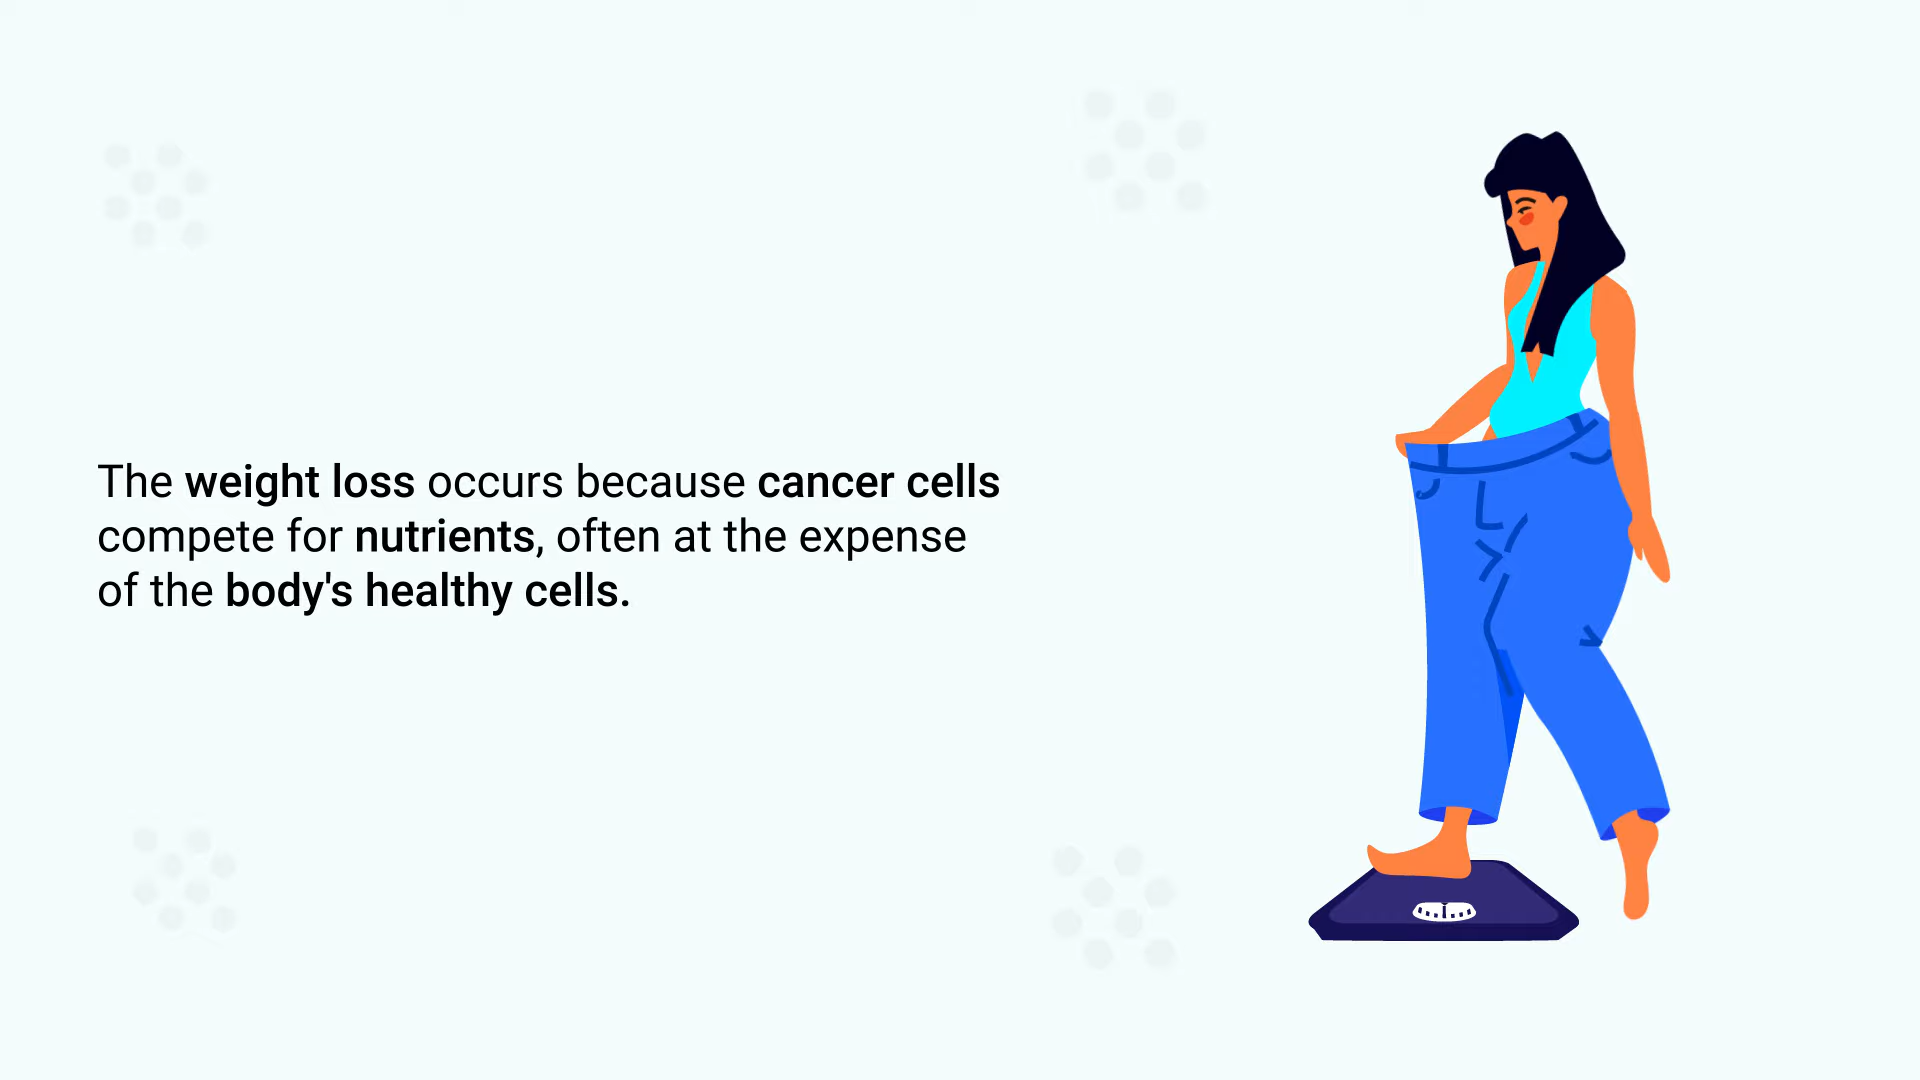 The weight loss occurs because cancer cells
compete for nutrients, often at the expense
of the body's healthy cells.